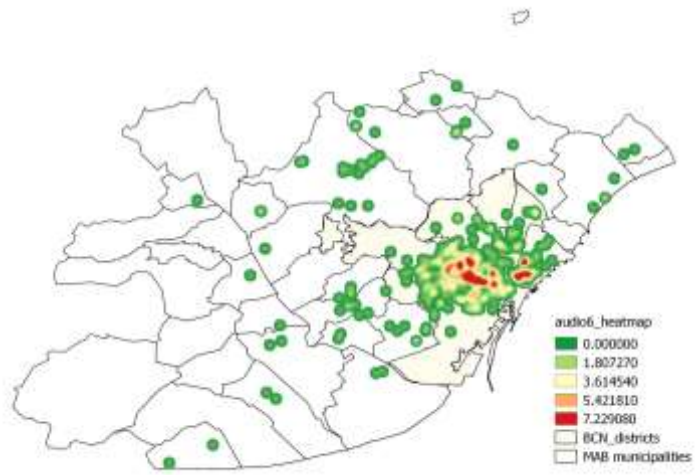 audio6_heatmap
0.000000
1.807270
3.614540
5.421810
7.229080
BCN_districts
MAB municipalities